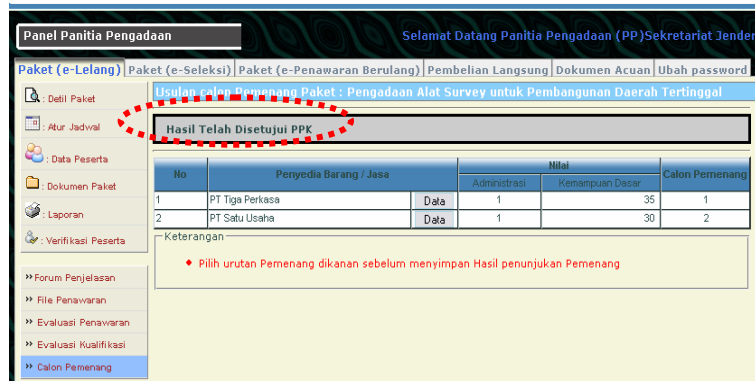 Panel Panitia Pengadaan
Selamat Datang Panitia Pengadaan (PP)Sekretariat Jender
Paket (e-Lelang) Paket (e-Seleksi) Paket (e-Penawaran Berulang) Pembelian Langsung Dokumen Acuan Ubah password
: Detil Paket
: Atur Jadwal
: Data Peserta
: Dokumen Paket
: Laporan
: Verifikasi Peserta
»Forum Penjelasan
» File Penawaran
» Evaluasi Penawaran
» Evaluasi Kualifikasi
» Calon Pemenang
Usulan calon Pemenang Paket : Pengadaan Alat Survey untuk Pembangunan Daerah Tertinggal
Hasil Telah Disetujui PPK
No Penyedia Barang / Jasa Nilai Calon Pemenang
Administrasi Kemampuan Dasar
1 PT Tiga Perkasa Data 1 35 1
2 PT Satu Usaha Data 1 30 2
Keterangan
Pilih urutan Pemenang dikanan sebelum menyimpan Hasil penunjukan Pemenang